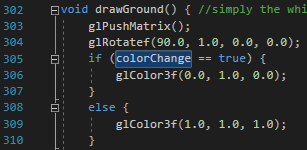 302 void drawGround() { //simply the whi
303 glPushMatrix();
304 glRotatef(90.0, 1.0, 0.0, 0.0);
305 if (colorChange == true) {
306 glColor3f(0.0, 1.0, 0.0);
307 }
308 else {
309 glColor3f(1.0, 1.0, 1.0);
310 }